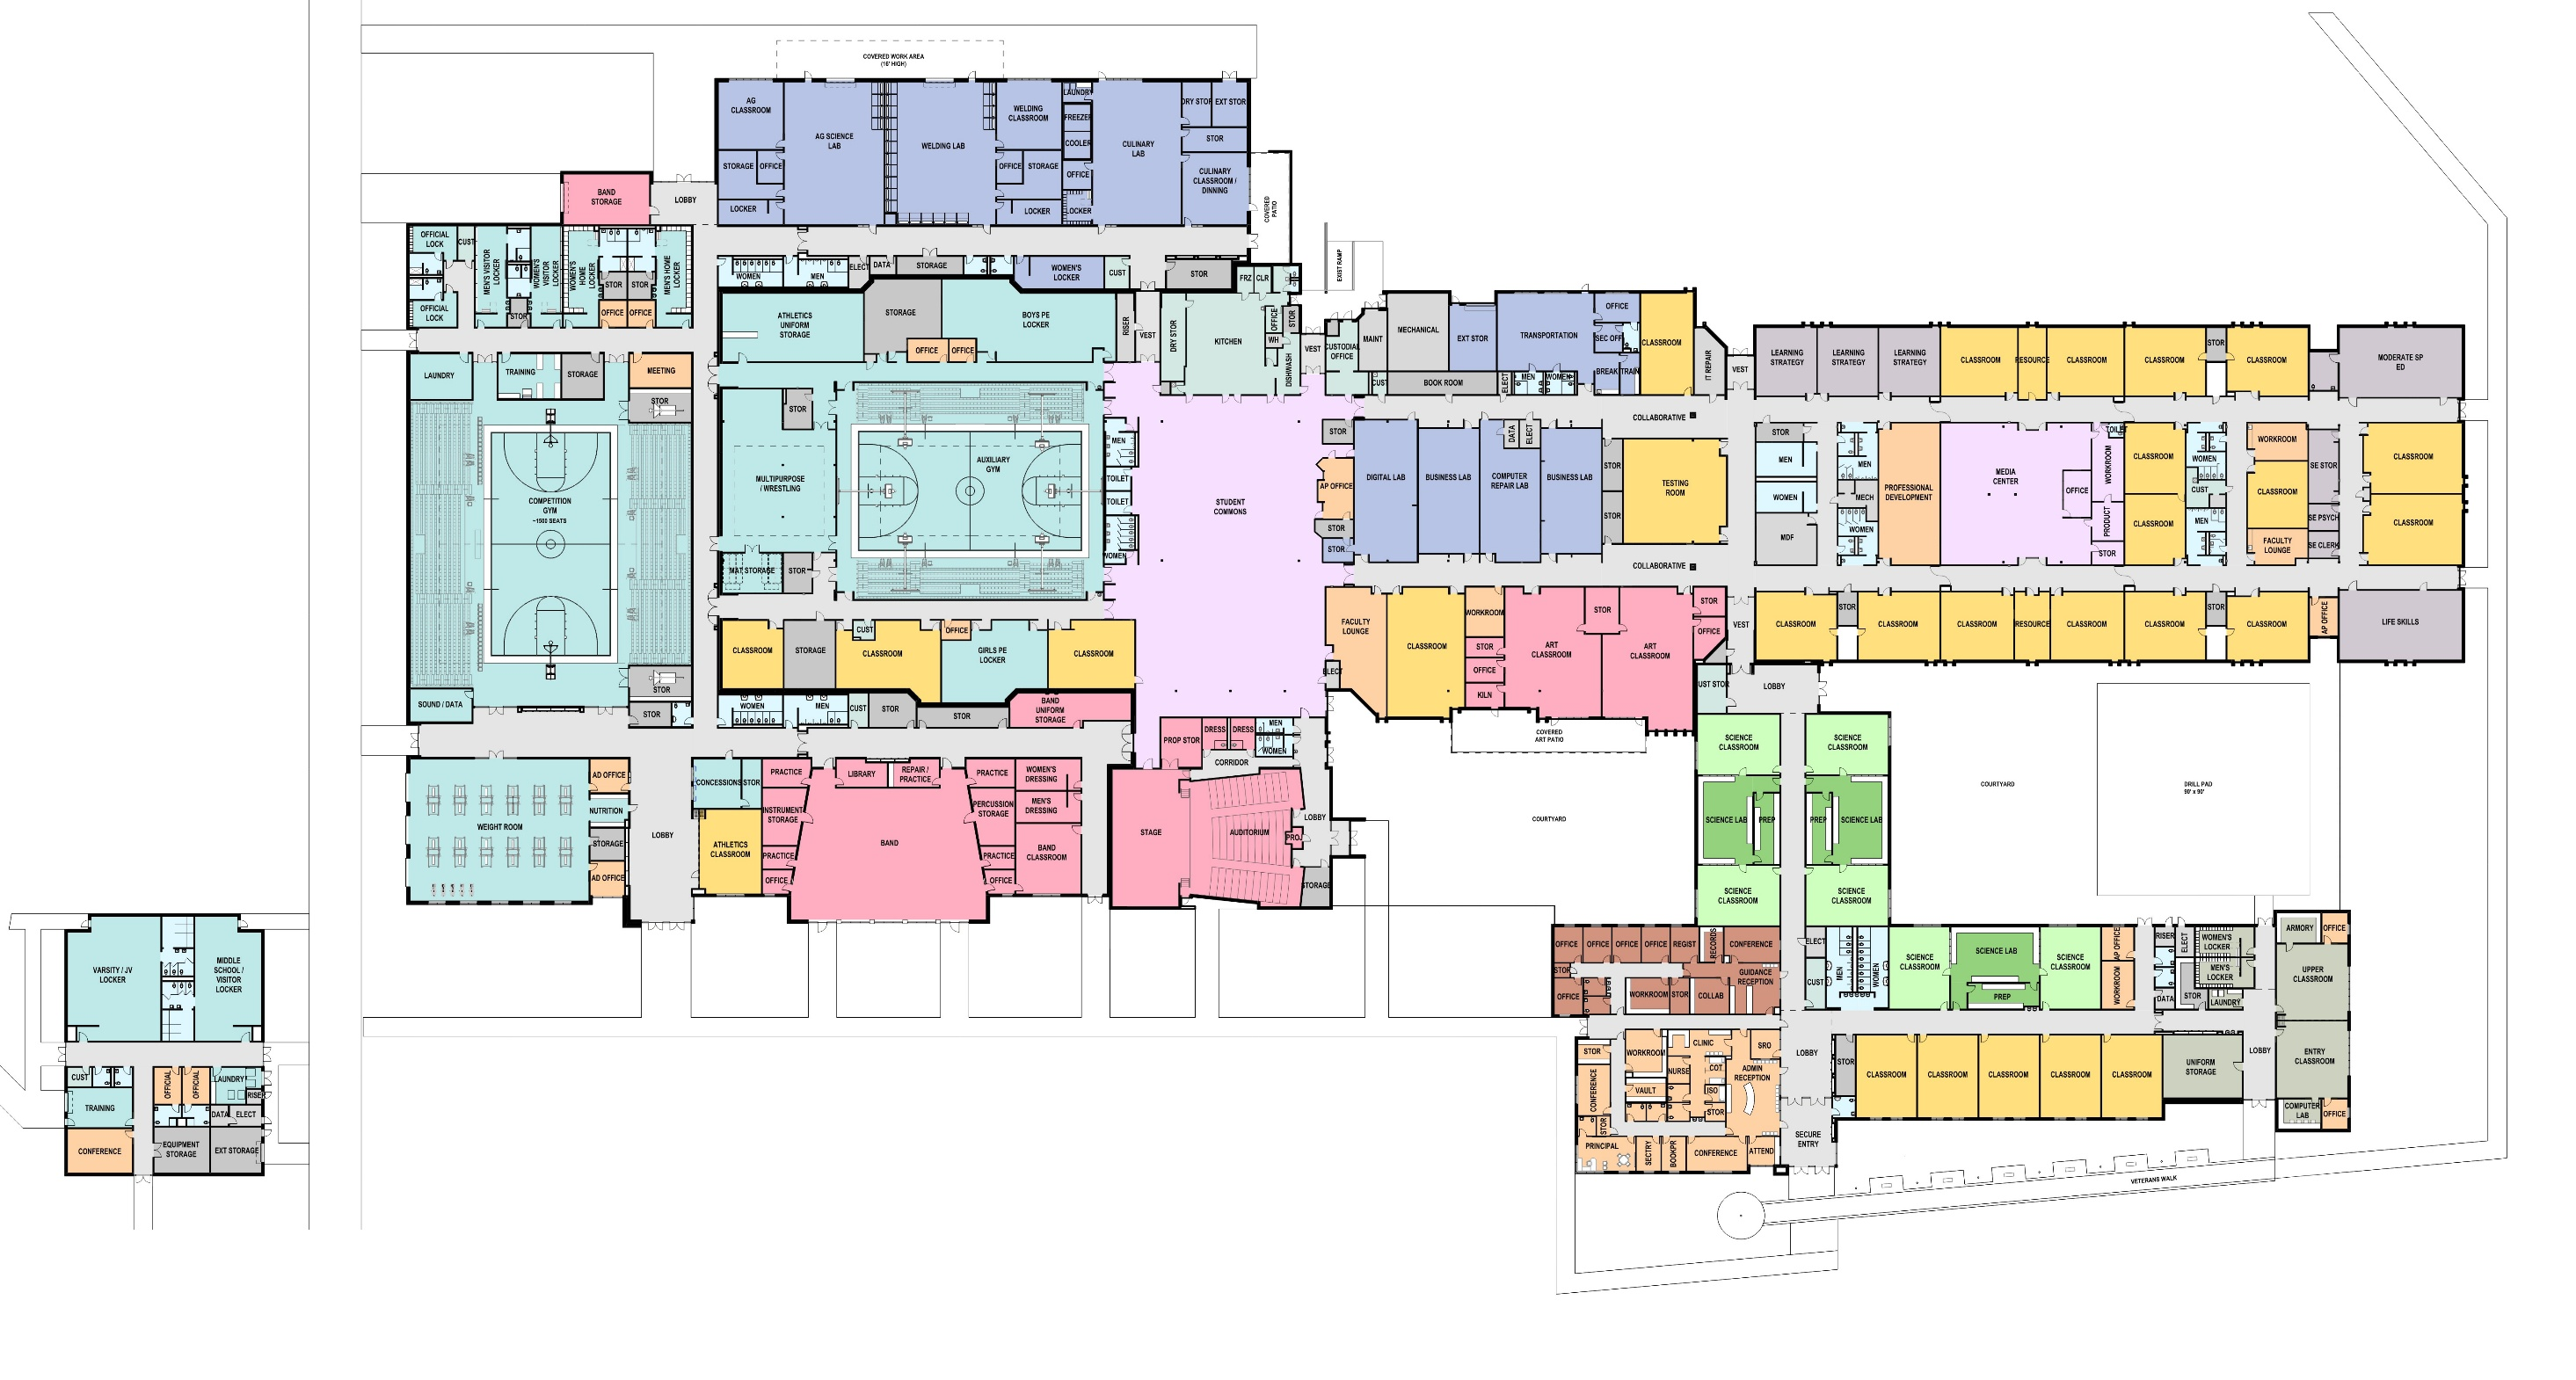 COVERED WORK AREA
(16' HIGH)
AG
CLASSROOM
AG SCIENCE
LAB
WELDING LAB
WELDING
CLASSROOM
LAUNDRY
FREEZER
COOLER
CULINARY
LAB
DRY STOR
EXT STOR
STOR
STORAGE
OFFICE
OFFICE
STORAGE
OFFICE
CULINARY
CLASSROOM /
DINNING
LOCKER
LOCKER
LOCKER
COVERED
PATIO
BAND
STORAGE
LOBBY
OFFICIAL
LOCK
CUST
MEN'S VISITOR
LOCKER
WOMEN'S
VISITOR
LOCKER
WOMEN'S
HOME
LOCKER
MEN'S HOME
LOCKER
STOR
STOR
OFFICIAL
LOCK
STOR
OFFICE
OFFICE
WOMEN
MEN
ELECT
DATA
STORAGE
WOMEN'S
LOCKER
CUST
STOR
FRZ
CLR
EXIST RAMP
ATHLETICS
UNIFORM
STORAGE
STORAGE
BOYS PE
LOCKER
OFFICE
OFFICE
RISER
VEST
DRY STOR
KITCHEN
OFFICE
STOR
WH
DISHWASH
VEST
CUSTODIAL
OFFICE
MAINT
MECHANICAL
EXT STOR
TRANSPORTATION
OFFICE
SEC OFF
BREAK
TRAIN
CLASSROOM
IT REPAIR
VEST
CUST
BOOK ROOM
ELECT
MEN
WOMEN
LEARNING
STRATEGY
LEARNING
STRATEGY
LEARNING
STRATEGY
CLASSROOM
RESOURCE
CLASSROOM
CLASSROOM
STOR
CLASSROOM
MODERATE SP
ED
LAUNDRY
TRAINING
STORAGE
MEETING
STOR
COMPETITION
GYM
~1500 SEATS
STOR
SOUND / DATA
STOR
STOR
MULTIPURPOSE
/ WRESTLING
MAT STORAGE
STOR
AUXILIARY
GYM
MEN
TOILET
TOILET
WOMEN
STUDENT
COMMONS
COLLABORATIVE
STOR
AP OFFICE
STOR
STOR
DIGITAL LAB
BUSINESS LAB
DATA
ELECT
COMPUTER
REPAIR LAB
BUSINESS LAB
STOR
STOR
TESTING
ROOM
COLLABORATIVE
STOR
MEN
WOMEN
MDF
MEN
MECH
WOMEN
PROFESSIONAL
DEVELOPMENT
MEDIA
CENTER
TOILET
WORKROOM
OFFICE
PRODUCT
STOR
CLASSROOM
CLASSROOM
WOMEN
CUST
MEN
WORKROOM
CLASSROOM
FACULTY
LOUNGE
SE STOR
SE PSYCH
SE CLERK
CLASSROOM
CLASSROOM
CLASSROOM
STORAGE
CUST
CLASSROOM
OFFICE
GIRLS PE
LOCKER
CLASSROOM
WOMEN
MEN
CUST
STOR
STOR
BAND
UNIFORM
STORAGE
FACULTY
LOUNGE
ELECT
CLASSROOM
WORKROOM
STOR
OFFICE
KILN
ART
CLASSROOM
STOR
ART
CLASSROOM
STOR
OFFICE
VEST
COVERED
ART PATIO
CLASSROOM
STOR
CLASSROOM
CLASSROOM
RESOURCE
CLASSROOM
CLASSROOM
STOR
CLASSROOM
AP OFFICE
LIFE SKILLS
UST STOR
LOBBY
PROP STOR
DRESS
DRESS
MEN
WOMEN
CORRIDOR
STAGE
AUDITORIUM
PROJ
LOBBY
STORAGE
WEIGHT ROOM
AD OFFICE
NUTRITION
STORAGE
AD OFFICE
LOBBY
CONCESSIONS
STOR
ATHLETICS
CLASSROOM
PRACTICE
INSTRUMENT
STORAGE
PRACTICE
OFFICE
LIBRARY
REPAIR /
PRACTICE
BAND
PRACTICE
PERCUSSION
STORAGE
PRACTICE
OFFICE
WOMEN'S
DRESSING
MEN'S
DRESSING
BAND
CLASSROOM
COURTYARD
SCIENCE
CLASSROOM
SCIENCE
CLASSROOM
SCIENCE LAB
PREP
PREP
SCIENCE LAB
SCIENCE
CLASSROOM
SCIENCE
CLASSROOM
COURTYARD
DRILL PAD
90' x 90'
VARSITY / JV
LOCKER
MIDDLE
SCHOOL /
VISITOR
LOCKER
CUST
OFFICIAL
OFFICIAL
LAUNDRY
RISER
TRAINING
DATA
ELECT
CONFERENCE
EQUIPMENT
STORAGE
EXT STORAGE
OFFICE
OFFICE
OFFICE
OFFICE
REGIST
RECORDS
CONFERENCE
STOR
OFFICE
WORKROOM
STOR
COLLAB
GUIDANCE
RECEPTION
ELECT
CUST
MEN
WOMEN
SCIENCE
CLASSROOM
SCIENCE LAB
PREP
SCIENCE
CLASSROOM
AP OFFICE
WORKROOM
RISER
ELECT
WOMEN'S
LOCKER
MEN'S
LOCKER
DATA
STOR
LAUNDRY
ARMORY
OFFICE
UPPER
CLASSROOM
ENTRY
CLASSROOM
COMPUTER
LAB
OFFICE
STOR
WORKROOM
CLINIC
SRO
NURSE
COT
ADMIN
RECEPTION
CONFERENCE
VAULT
ISO
STOR
STOR
PRINCIPAL
SECTRY
BOOKPR
CONFERENCE
ATTEND
LOBBY
SECURE
ENTRY
STOR
CLASSROOM
CLASSROOM
CLASSROOM
CLASSROOM
CLASSROOM
UNIFORM
STORAGE
LOBBY
VETERANS WALK